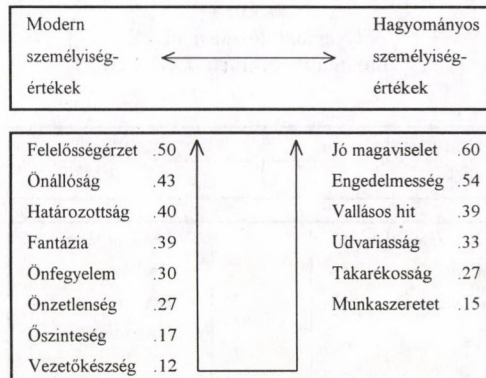 Modern Hagyományos
személyiség- személyiség-
értékek értékek
Felelősségérzet .50 Jó magaviselet .60
Önállóság .43 Engedelmesség .54
Határozottság .40 Vallásos hit .39
Fantázia .39 Udvariasság .33
Önfegyelem .30 Takarékosság .27
Önzetlenség .27 Munkaszeretet .15
Őszinteség .17
Vezetőkészség .12